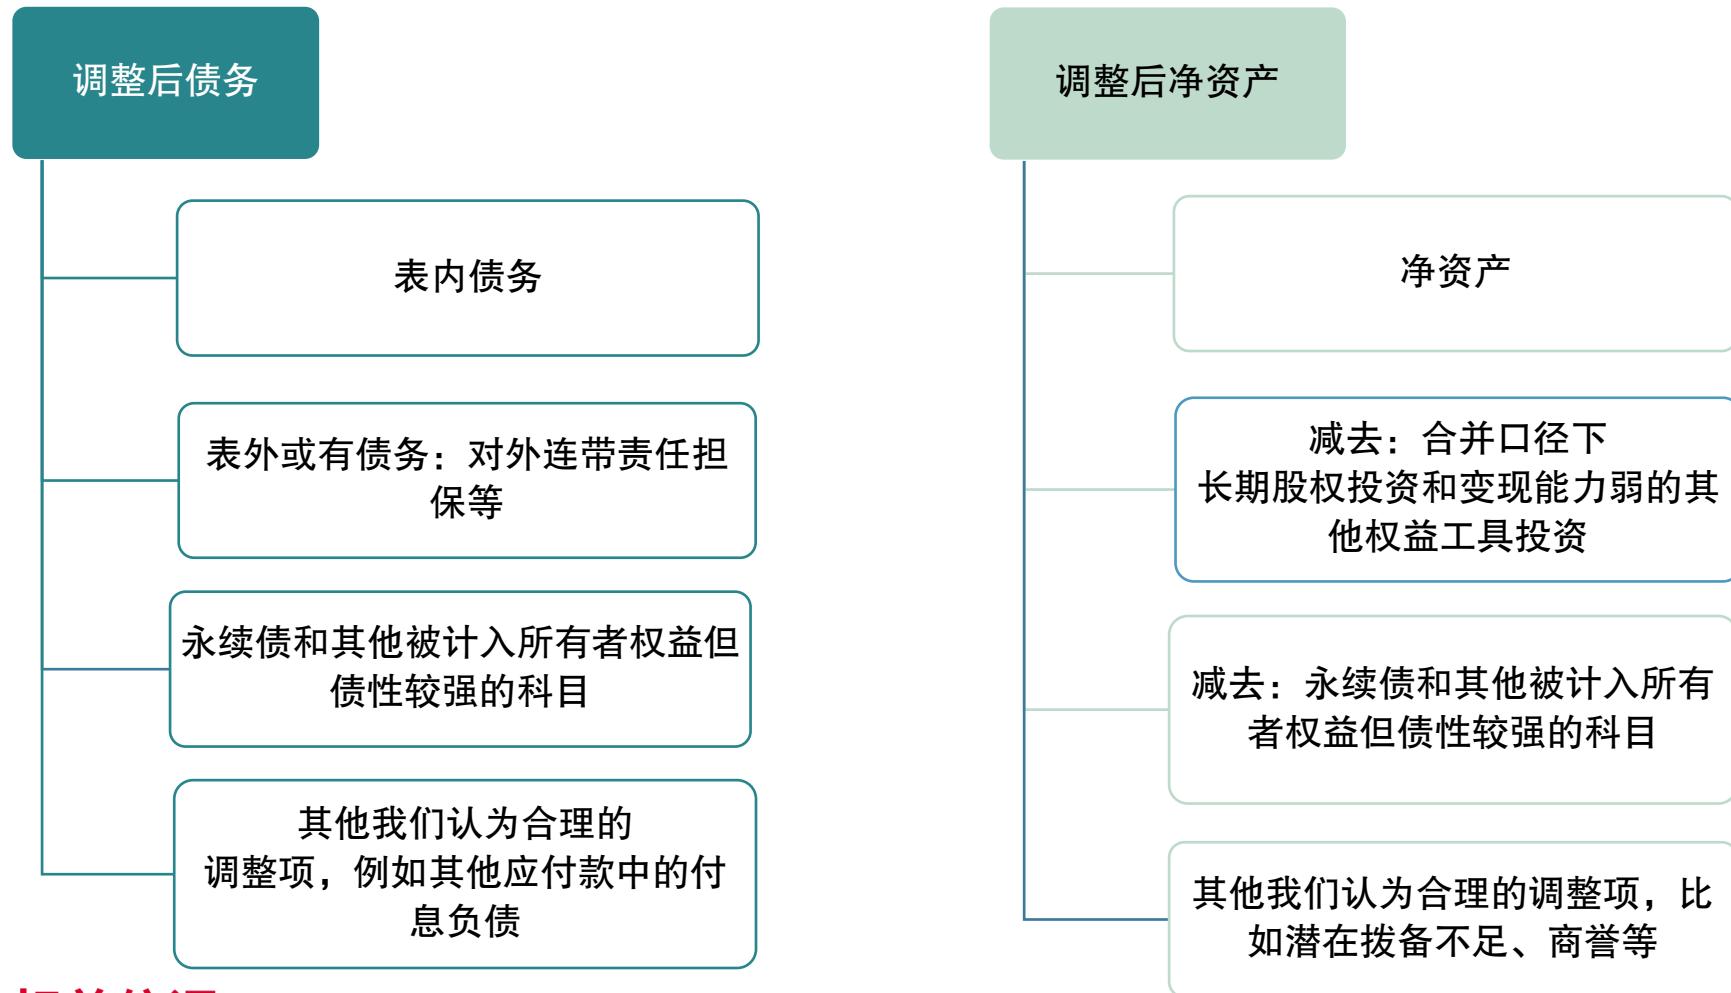 调整后债务
表内债务
表外或有债务：对外连带责任担
保等
永续债和其他被计入所有者权益但
债性较强的科目
其他我们认为合理的
调整项，例如其他应付款中的付
息负债
调整后净资产
净资产
减去：合并口径下
长期股权投资和变现能力弱的其
他权益工具投资
减去：永续债和其他被计入所有
者权益但债性较强的科目
其他我们认为合理的调整项，比
如潜在拨备不足、商誉等